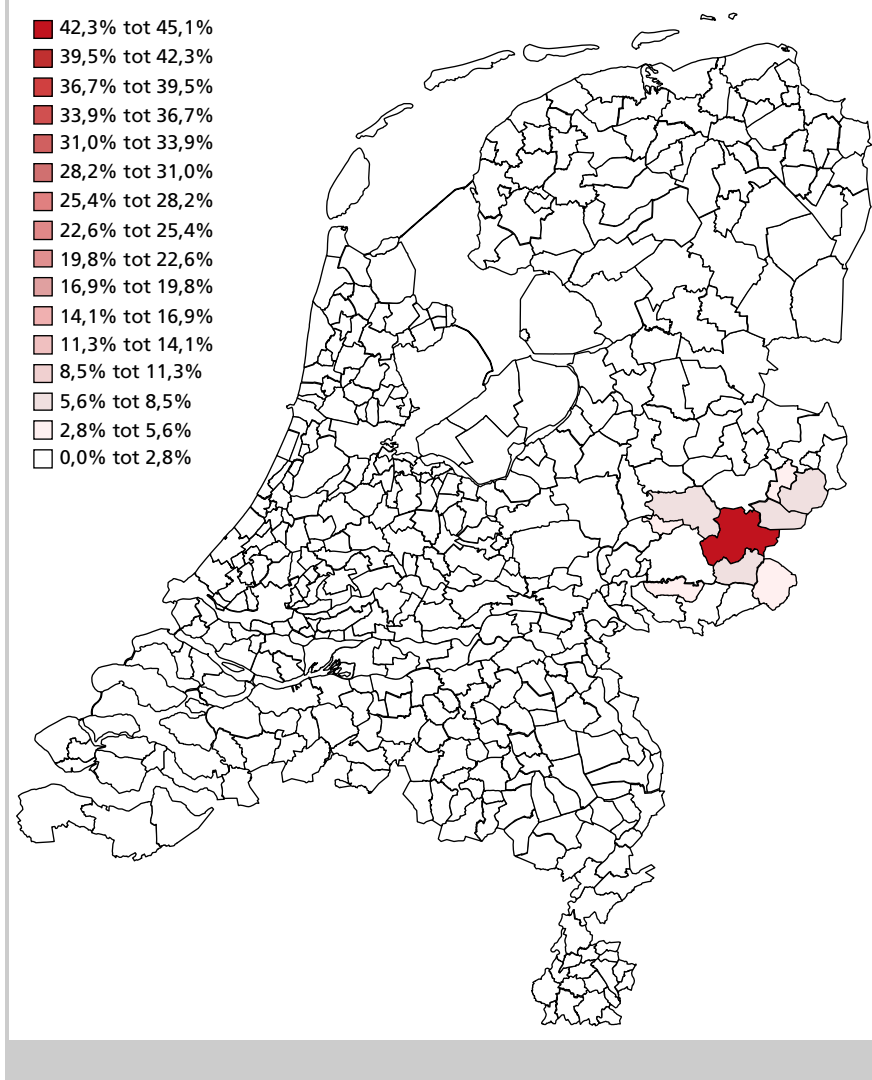 42,3% tot 45,1%
39,5% tot 42,3%
36,7% tot 39,5%
33,9% tot 36,7%
31,0% tot 33,9%
28,2% tot 31,0%
25,4% tot 28,2%
22,6% tot 25,4%
19,8% tot 22,6%
16,9% tot 19,8%
14,1% tot 16,9%
11,3% tot 14,1%
8,5% tot 11,3%
5,6% tot 8,5%
2,8% tot 5,6%
0,0% tot 2,8%